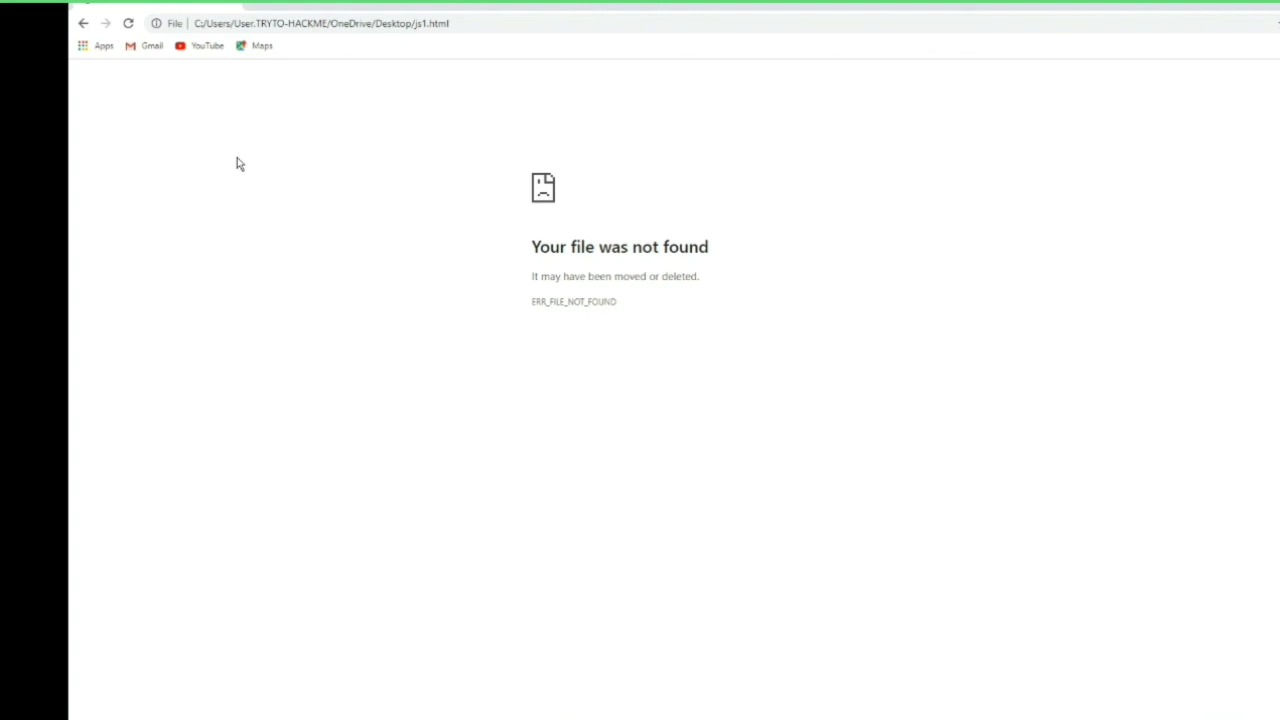 File | C:/Users/User.TRYTO-HACKME/OneDrive/Desktop/js1.html
Apps Gmail YouTube Maps
Your file was not found
It may have been moved or deleted.
ERR_FILE_NOT_FOUND